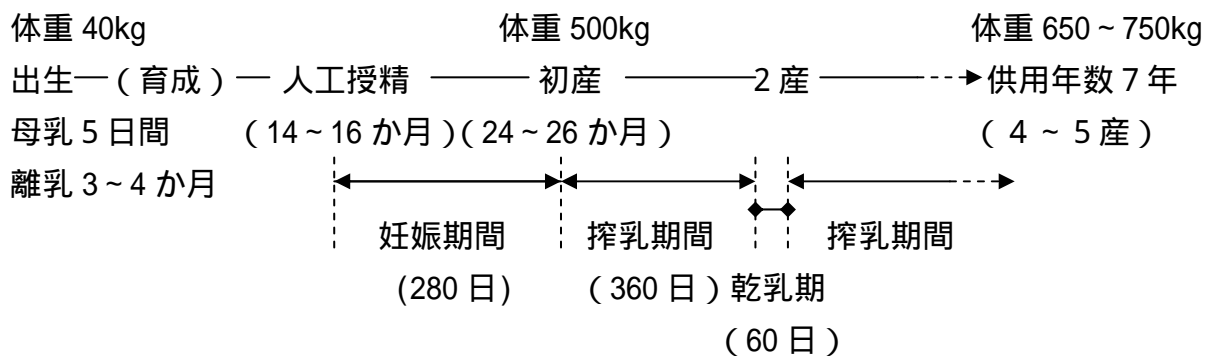 体重 40kg 体重 500kg 体重 650 ~ 750kg
出生 (育成) 人工授精 初産 2 産 供用年数 7 年
母乳 5 日間 (14 ~ 16 か月)(24 ~ 26 か月) (4 ~ 5 産)
離乳 3 ~ 4 か月
妊娠期間 搾乳期間 搾乳期間
(280 日) (360 日) 乾乳期
(60 日)